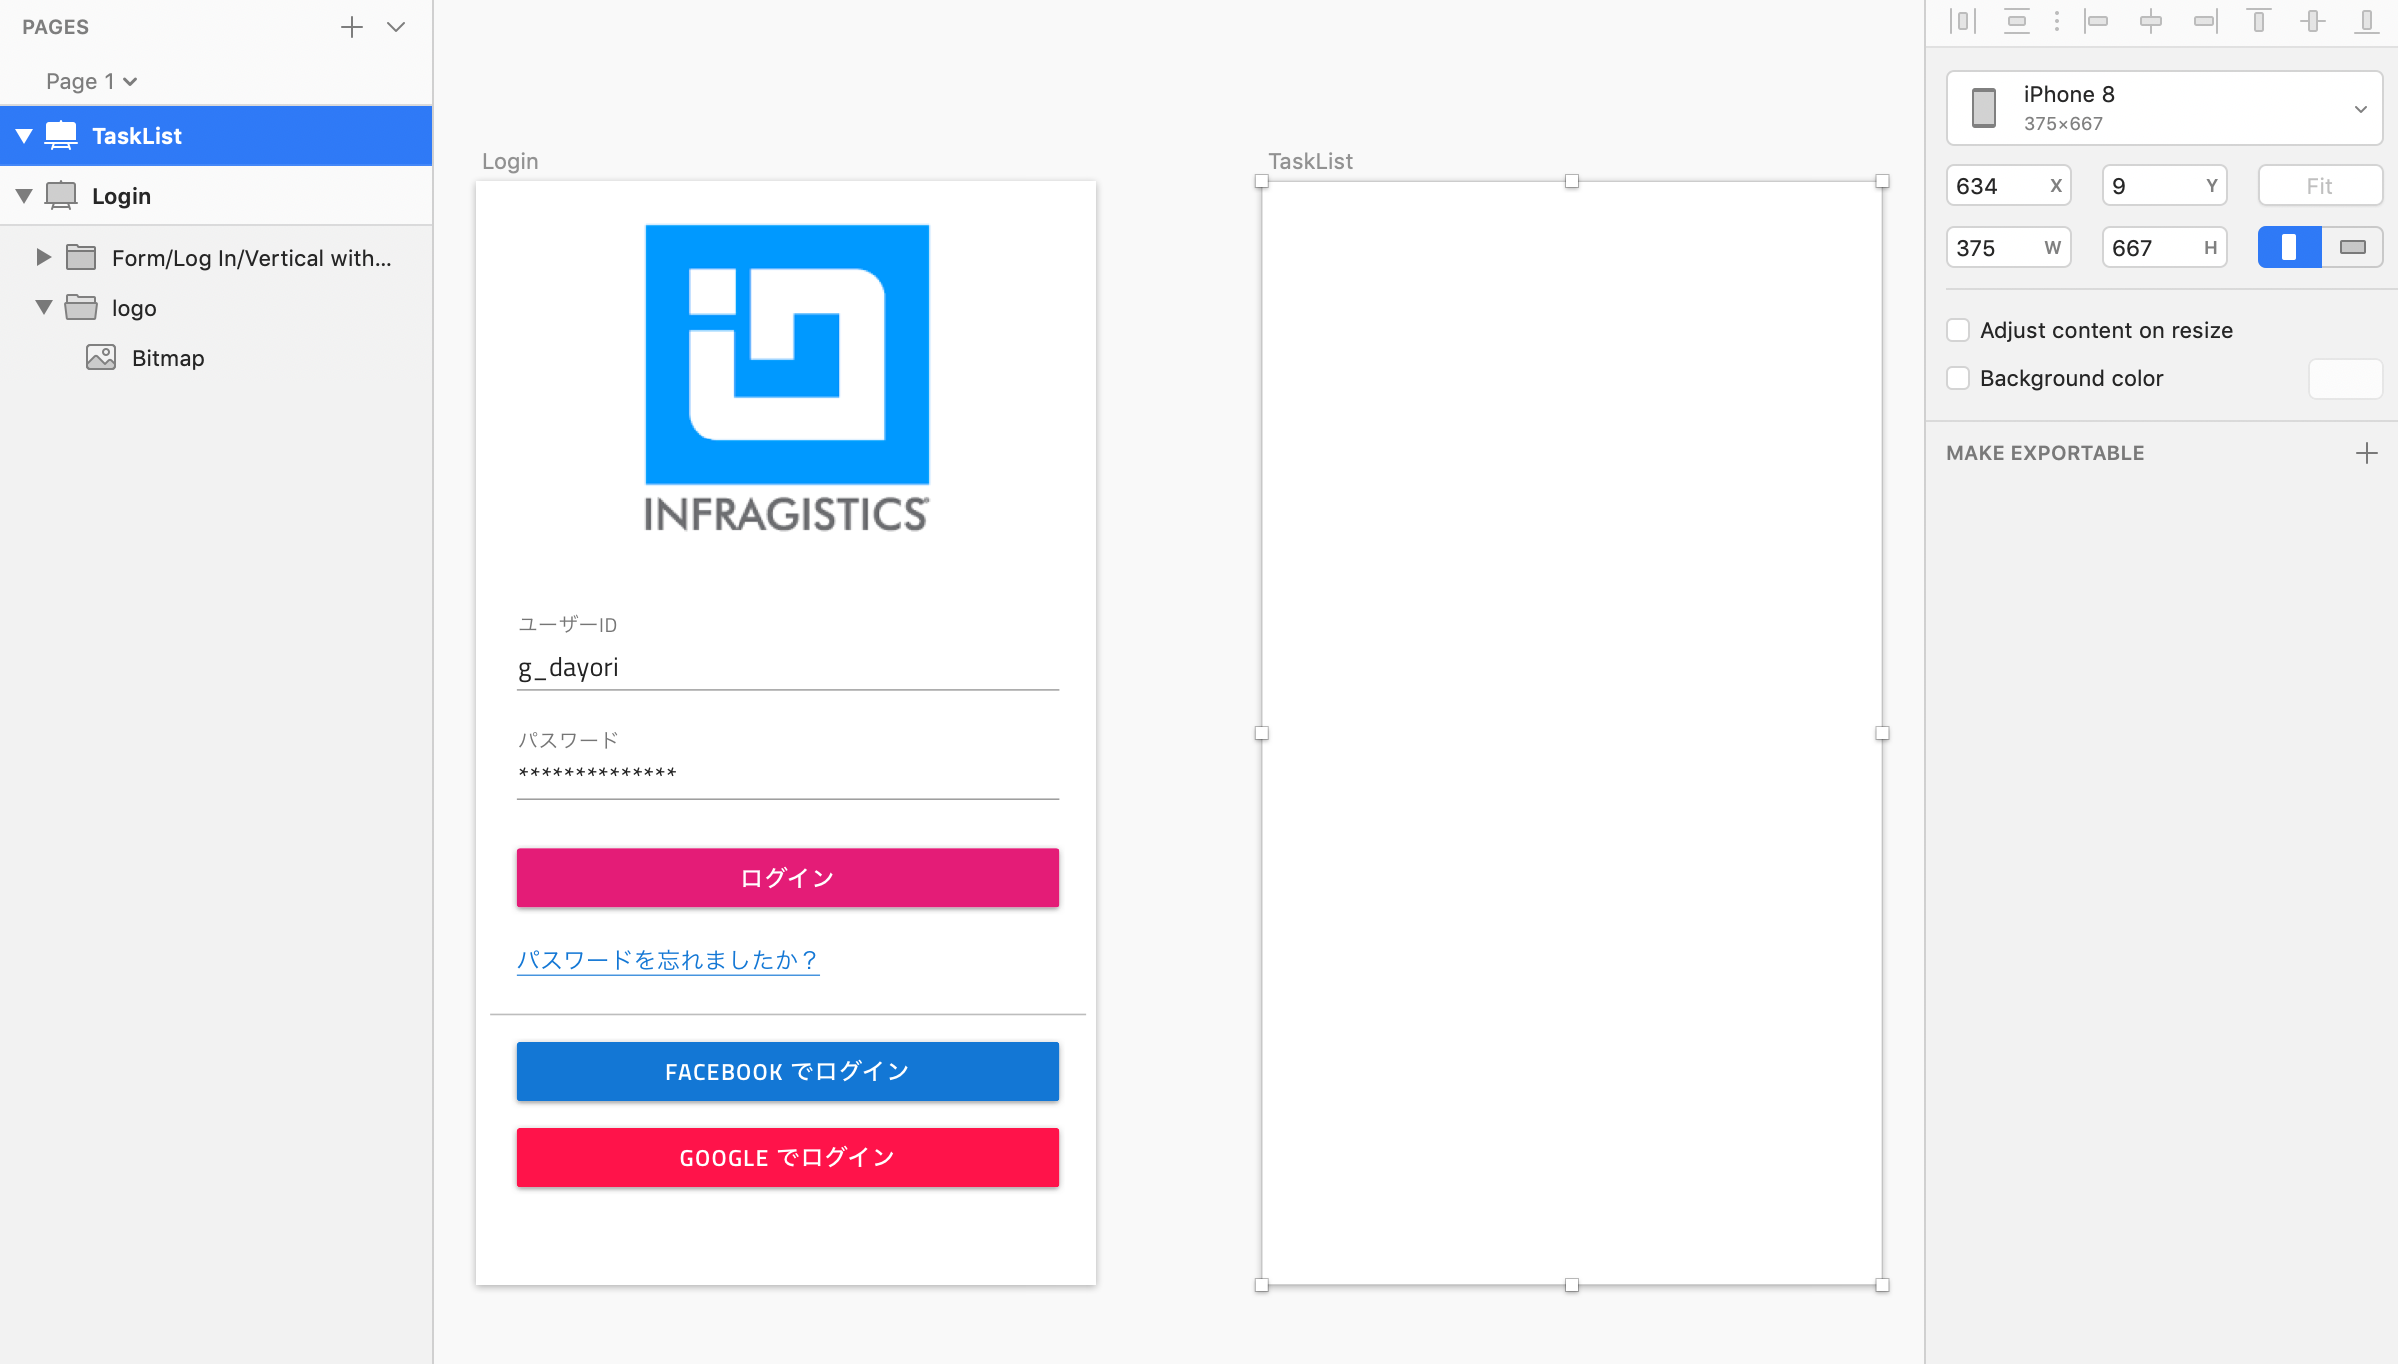 PAGES
Page 1
TaskList
Login
Form/Log In/Vertical with...
logo
Bitmap
Login
INFRAGISTICS
ユーザーID
g_dayori
パスワード
**************
ログイン
パスワードを忘れましたか？
FACEBOOK でログイン
GOOGLE でログイン
TaskList
iPhone 8
375×667
634 X
9 Y
Fit
375 W
667 H
Adjust content on resize
Background color
MAKE EXPORTABLE